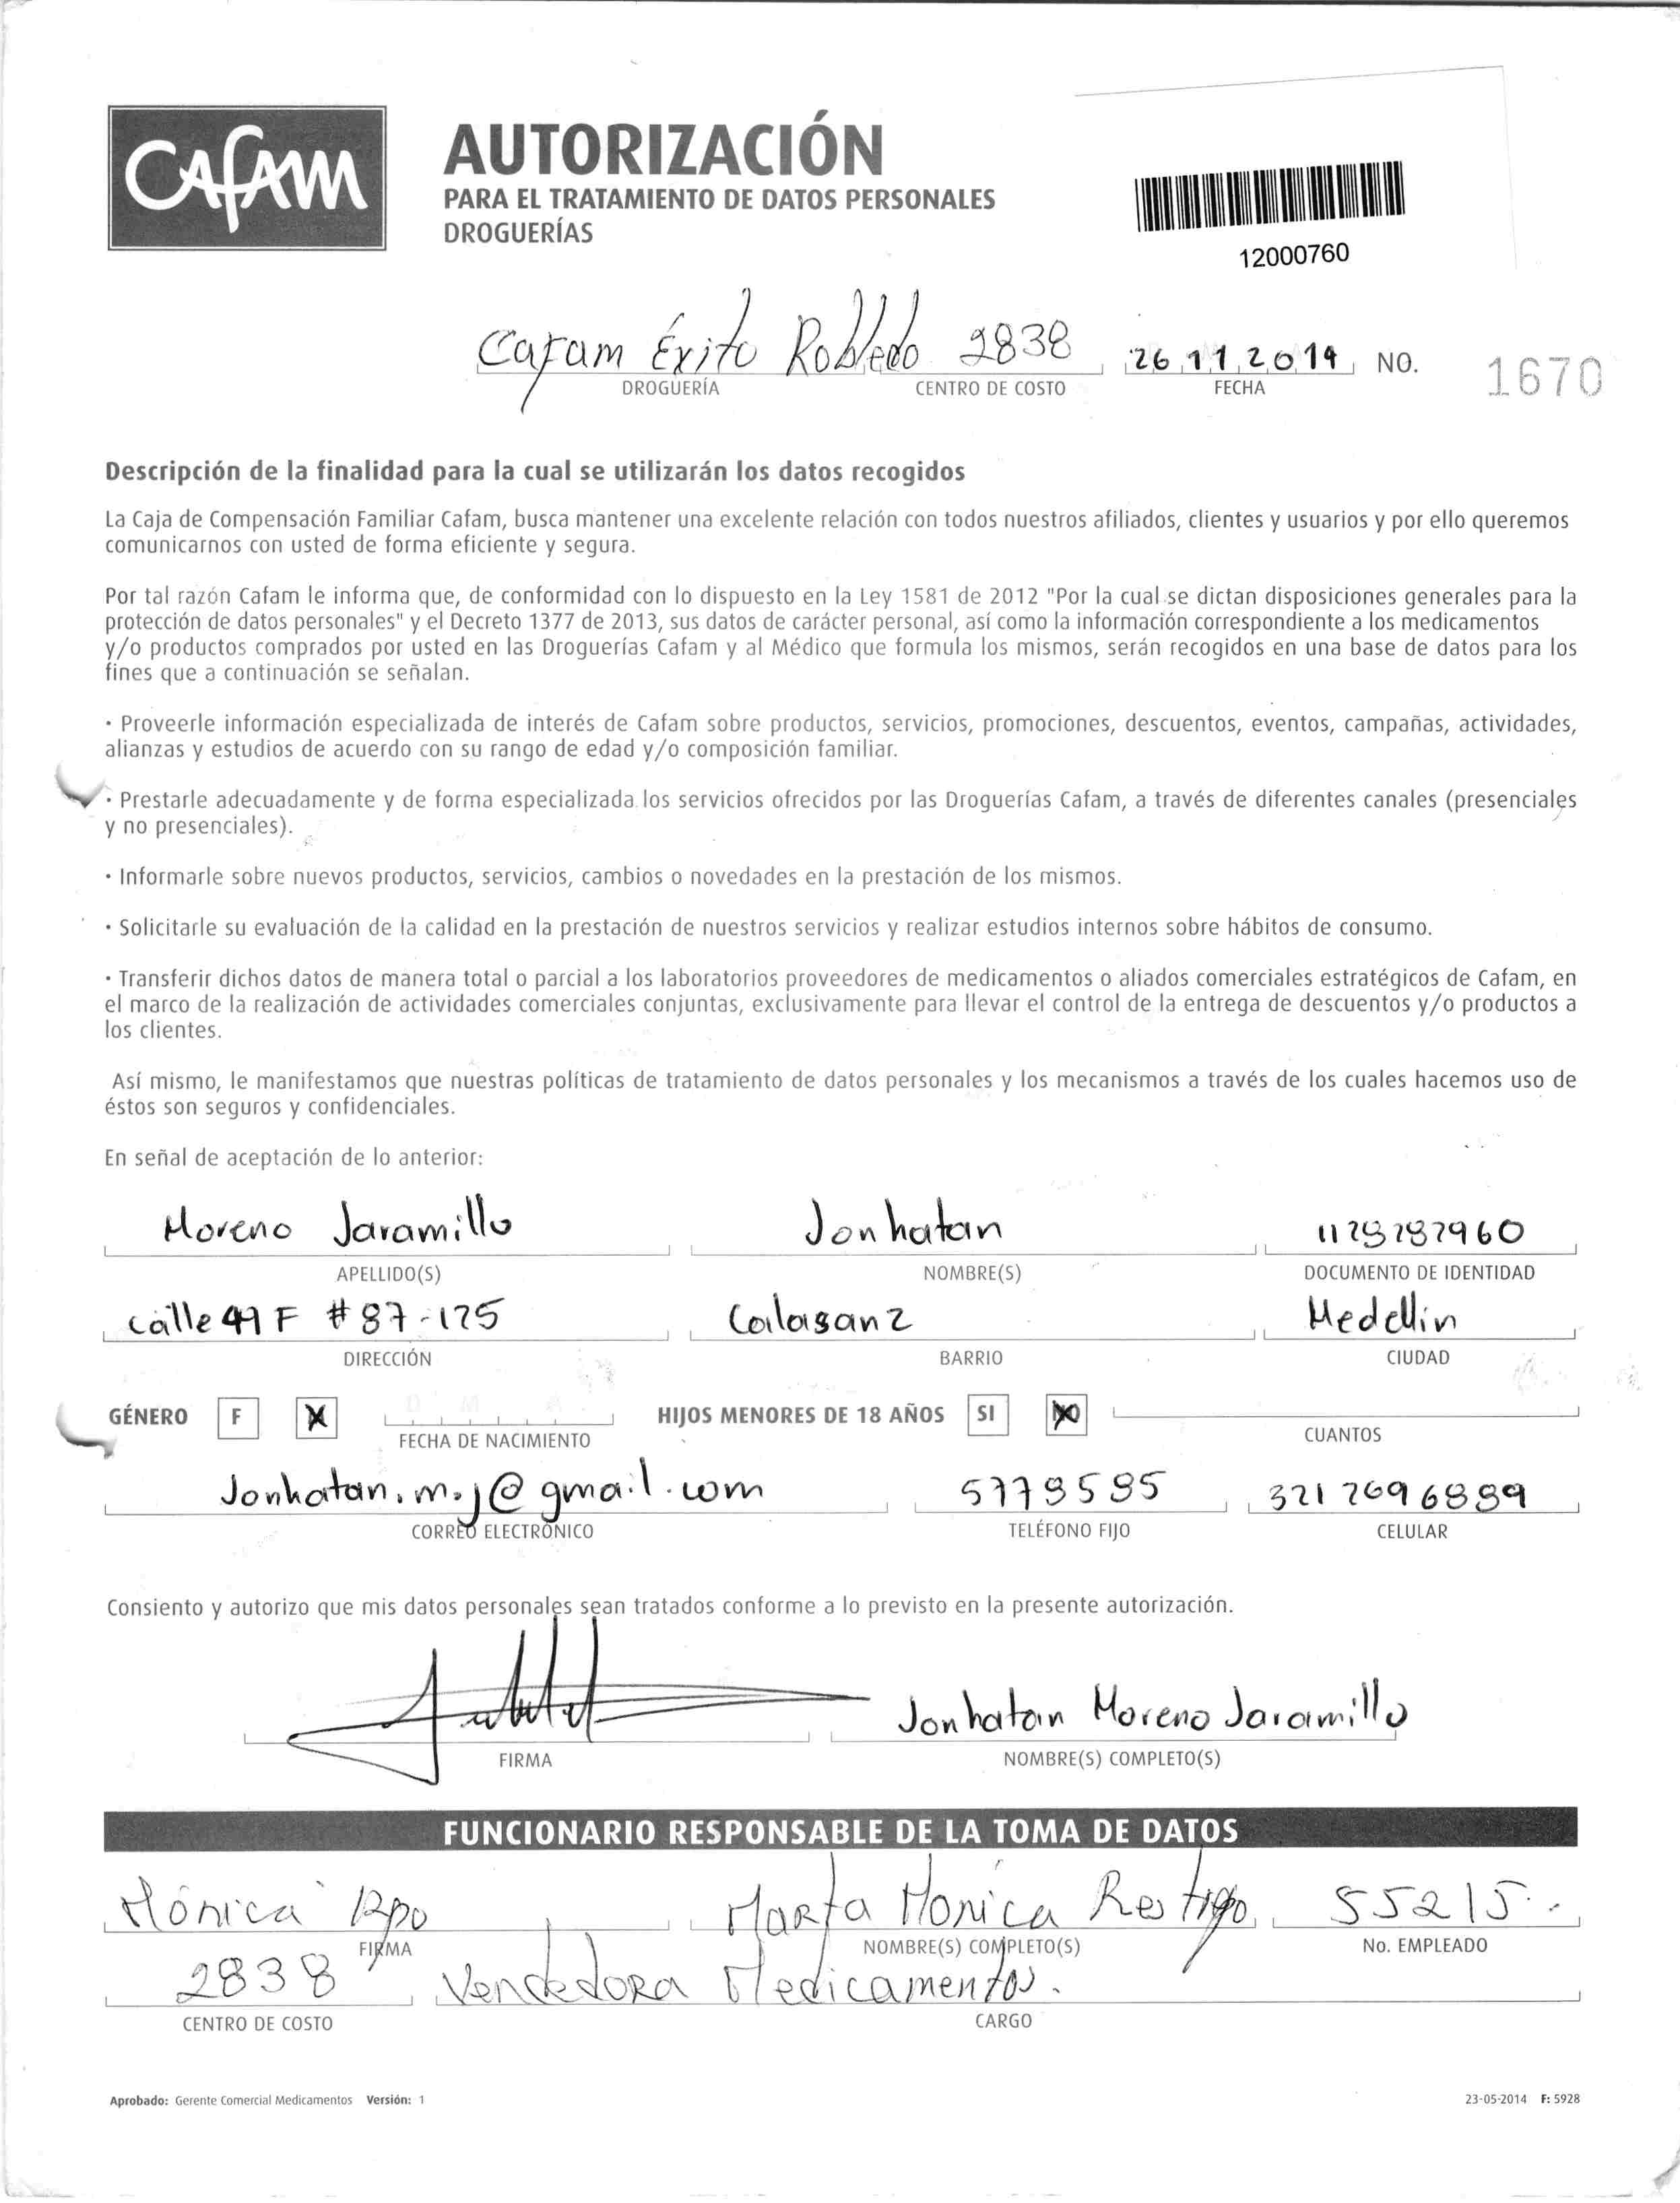 CAFAM
AUTORIZACIÓN
PARA EL TRATAMIENTO DE DATOS PERSONALES
DROGUERÍAS
12000760
Cafam Éxito Robledo 2838 26 11 2014 NO. 1670
DROGUERÍA CENTRO DE COSTO FECHA
Descripción de la finalidad para la cual se utilizarán los datos recogidos
La Caja de Compensación Familiar Cafam, busca mantener una excelente relación con todos nuestros afiliados, clientes y usuarios y por ello queremos
comunicarnos con usted de forma eficiente y segura.
Por tal razón Cafam le informa que, de conformidad con lo dispuesto en la Ley 1581 de 2012 "Por la cual se dictan disposiciones generales para la
protección de datos personales" y el Decreto 1377 de 2013, sus datos de carácter personal, así como la información correspondiente a los medicamentos
y/o productos comprados por usted en las Droguerías Cafam y al Médico que formula los mismos, serán recogidos en una base de datos para los
fines que a continuación se señalan.
· Proveerle información especializada de interés de Cafam sobre productos, servicios, promociones, descuentos, eventos, campañas, actividades,
alianzas y estudios de acuerdo con su rango de edad y/o composición familiar.
· Prestarle adecuadamente y de forma especializada los servicios ofrecidos por las Droguerías Cafam, a través de diferentes canales (presenciales
y no presenciales).
· Informarle sobre nuevos productos, servicios, cambios o novedades en la prestación de los mismos.
· Solicitarle su evaluación de la calidad en la prestación de nuestros servicios y realizar estudios internos sobre hábitos de consumo.
· Transferir dichos datos de manera total o parcial a los laboratorios proveedores de medicamentos o aliados comerciales estratégicos de Cafam, en
el marco de la realización de actividades comerciales conjuntas, exclusivamente para llevar el control de la entrega de descuentos y/o productos a
los clientes.
Así mismo, le manifestamos que nuestras políticas de tratamiento de datos personales y los mecanismos a través de los cuales hacemos uso de
éstos son seguros y confidenciales.
En señal de aceptación de lo anterior:
Moreno Jaramillo Jonhatan
APELLIDO(S) NOMBRE(S) DOCUMENTO DE IDENTIDAD
calle 49 F # 87-175 Calasanz Medellin
DIRECCIÓN BARRIO CIUDAD
GÉNERO F X HIJOS MENORES DE 18 AÑOS SI NO
FECHA DE NACIMIENTO CUANTOS
Jonhatan.m.j@gmail.com
CORREO ELECTRÓNICO TELÉFONO FIJO CELULAR
Consiento y autorizo que mis datos personales sean tratados conforme a lo previsto en la presente autorización.
Jonhatan Moreno Jaramillo
FIRMA NOMBRE(S) COMPLETO(S)
FUNCIONARIO RESPONSABLE DE LA TOMA DE DATOS
Mónica Rpo Marta Monica Restrepo 55215.
FIRMA NOMBRE(S) COMPLETO(S) No. EMPLEADO
2838 Vendedora Medicamentos.
CENTRO DE COSTO CARGO
Aprobado: Gerente Comercial Medicamentos Versión: 1 23-05-2014 F: 5928